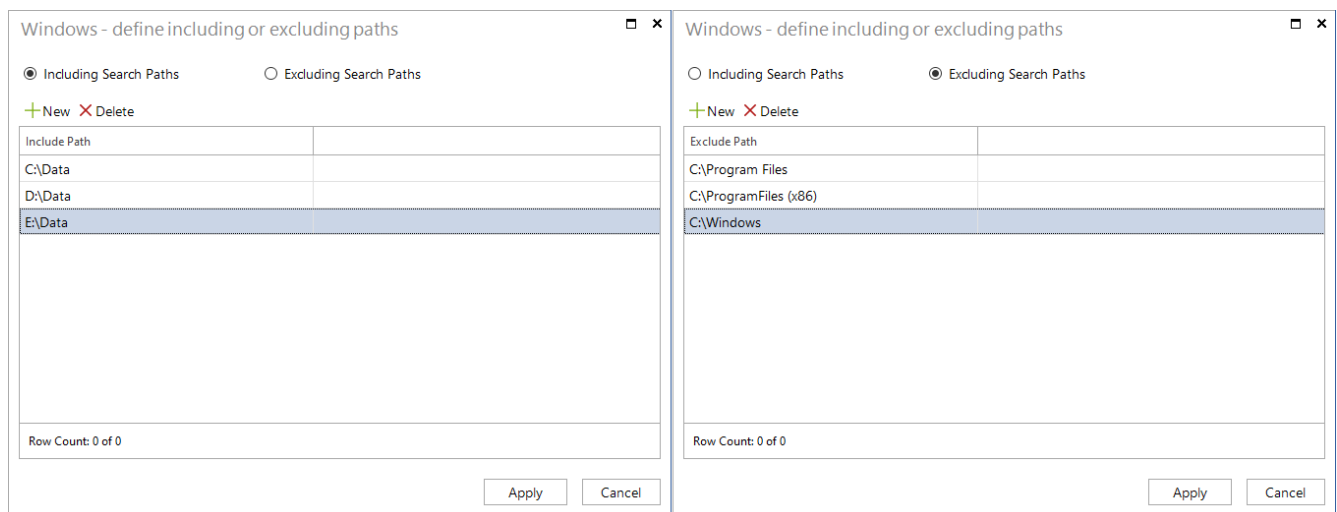 Windows - define including or excluding paths
Including Search Paths Excluding Search Paths
New Delete
Include Path
C:\Data
D:\Data
E:\Data
Row Count: 0 of 0
Apply Cancel
Windows - define including or excluding paths
Including Search Paths Excluding Search Paths
New Delete
Exclude Path
C:\Program Files
C:\ProgramFiles (x86)
C:\Windows
Row Count: 0 of 0
Apply Cancel